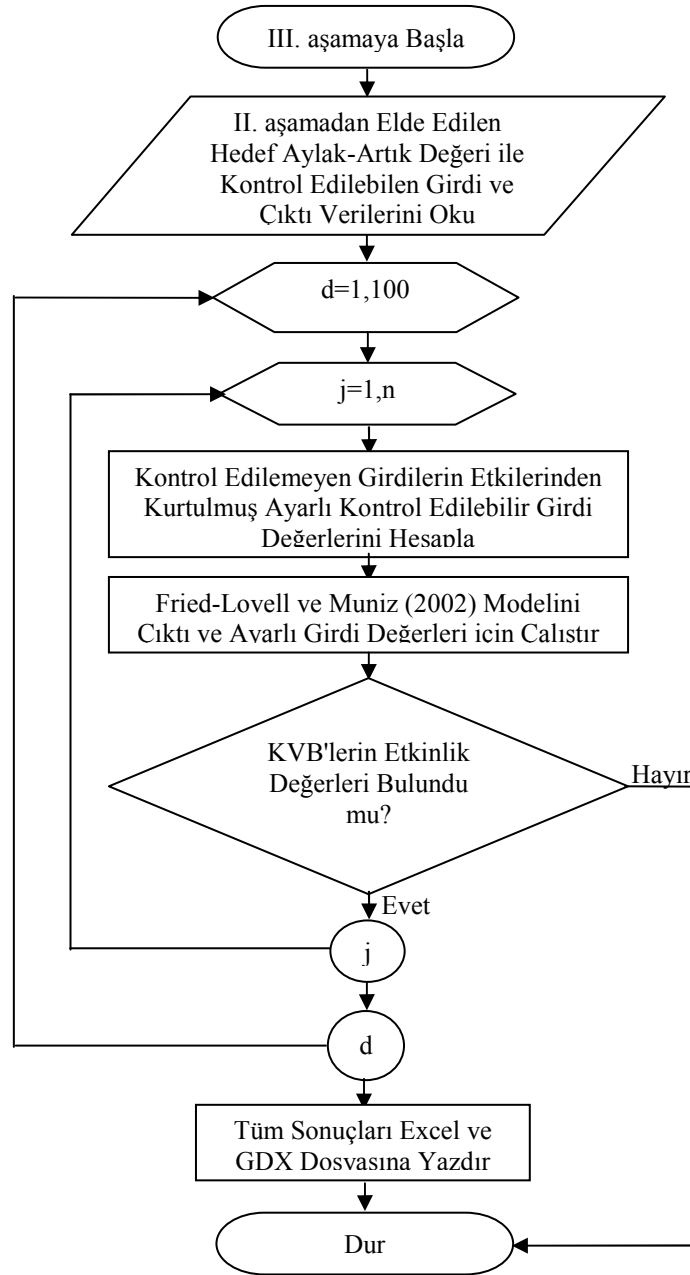 III. aşamaya Başla
II. aşamadan Elde Edilen
Hedef Aylak-Artık Değeri ile
Kontrol Edilebilen Girdi ve
Çıktı Verilerini Oku
d=1,100
j=1,n
Kontrol Edilemeyen Girdilerin Etkilerinden
Kurtulmuş Ayarlı Kontrol Edilebilir Girdi
Değerlerini Hesapla
Fried-Lovell ve Muniz (2002) Modelini
Çıktı ve Ayarlı Girdi Değerleri için Çalıştır
KVB'lerin Etkinlik
Değerleri Bulundu
mu?
Hayır
Evet
j
d
Tüm Sonuçları Excel ve
GDX Dosyasına Yazdır
Dur